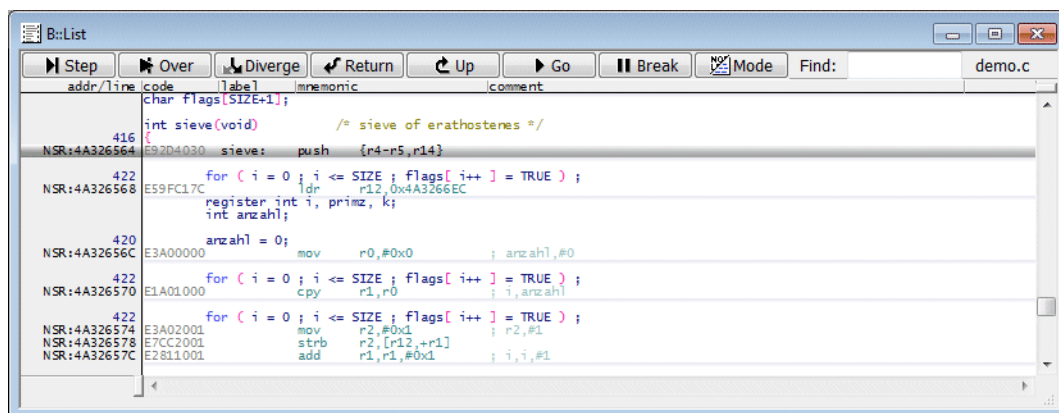 B::List
Step Over Diverge Return Up Go Break Mode Find: demo.c
addr/line code label mnemonic comment
char flags[SIZE+1];
int sieve(void) /* sieve of erathostenes */
416 {
NSR:4A326564 E92D4030 sieve: push {r4-r5,r14}
422 for ( i = 0 ; i <= SIZE ; flags[ i++ ] = TRUE ) ;
NSR:4A326568 E59FC17C ldr r12,0x4A3266EC
register int i, primz, k;
int anzahl;
420 anzahl = 0;
NSR:4A32656C E3A00000 mov r0,#0x0 ; anzahl,#0
422 for ( i = 0 ; i <= SIZE ; flags[ i++ ] = TRUE ) ;
NSR:4A326570 E1A01000 cpy r1,r0 ; i,anzahl
422 for ( i = 0 ; i <= SIZE ; flags[ i++ ] = TRUE ) ;
NSR:4A326574 E3A02001 mov r2,#0x1 ; r2,#1
NSR:4A326578 E7CC2001 strb r2,[r12,+r1]
NSR:4A32657C E2811001 add r1,r1,#0x1 ; i,i,#1